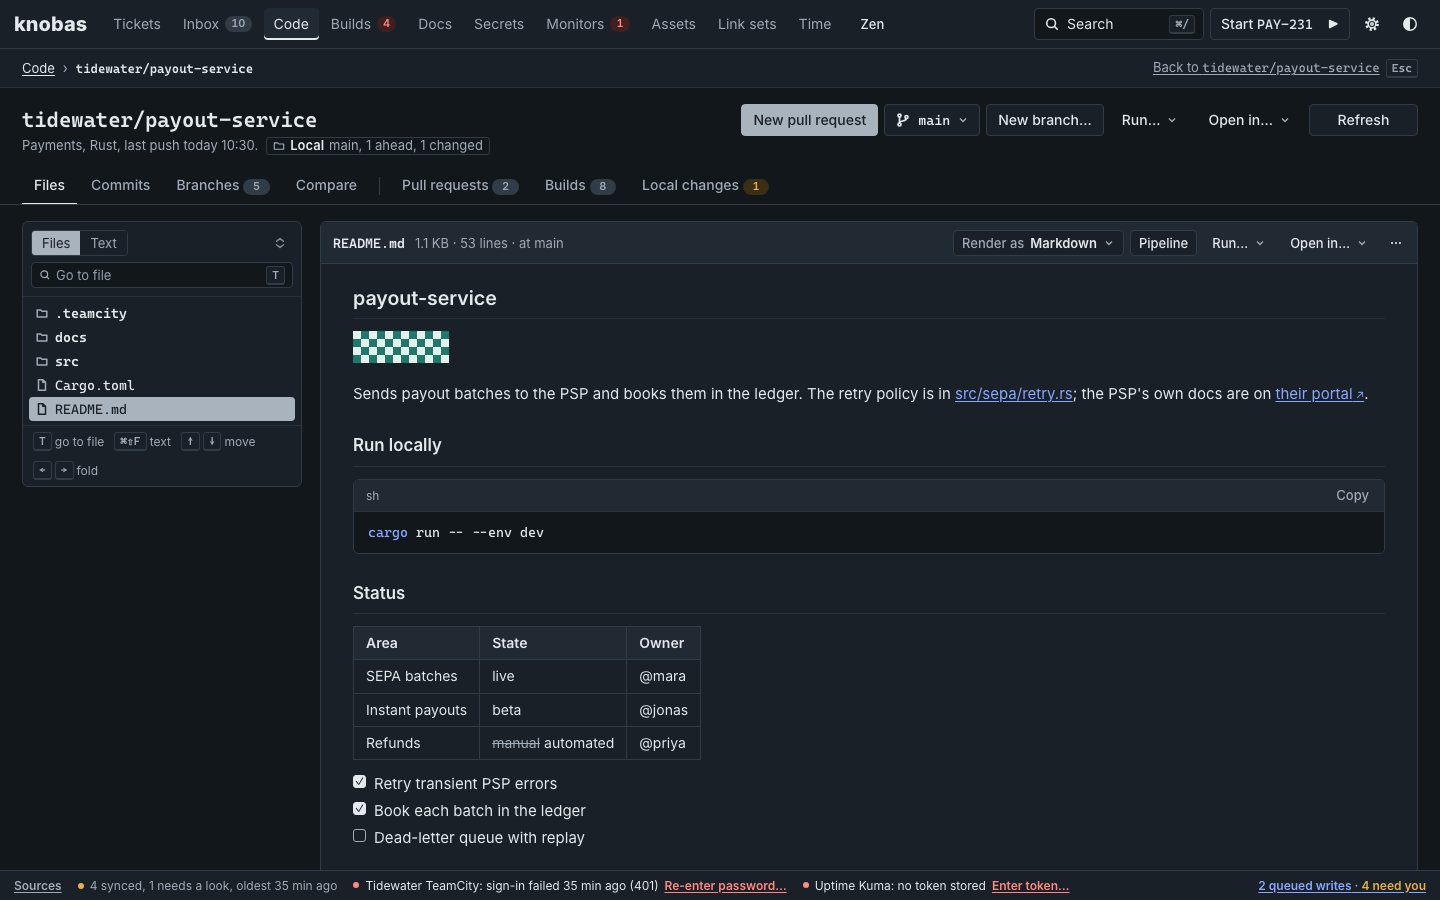 knobas Tickets Inbox 10 Code Builds 4 Docs Secrets Monitors 1 Assets Link sets Time Zen Search ⌘/ Start PAY-231
Code › tidewater/payout-service Back to tidewater/payout-service Esc
tidewater/payout-service New pull request main New branch... Run... Open in... Refresh
Payments, Rust, last push today 10:30. Local main, 1 ahead, 1 changed
Files Commits Branches 5 Compare Pull requests 2 Builds 8 Local changes 1
Files Text
Go to file T
.teamcity
docs
src
Cargo.toml
README.md
T go to file ⌘⇧F text ↑ ↓ move
← → fold
README.md 1.1 KB · 53 lines · at main Render as Markdown Pipeline Run... Open in... ···
payout-service
Sends payout batches to the PSP and books them in the ledger. The retry policy is in src/sepa/retry.rs; the PSP's own docs are on their portal ↗.
Run locally
sh Copy
cargo run -- --env dev
Status
Area State Owner
SEPA batches live @mara
Instant payouts beta @jonas
Refunds manual automated @priya
Retry transient PSP errors
Book each batch in the ledger
Dead-letter queue with replay
Sources 4 synced, 1 needs a look, oldest 35 min ago Tidewater TeamCity: sign-in failed 35 min ago (401) Re-enter password... Uptime Kuma: no token stored Enter token... 2 queued writes · 4 need you